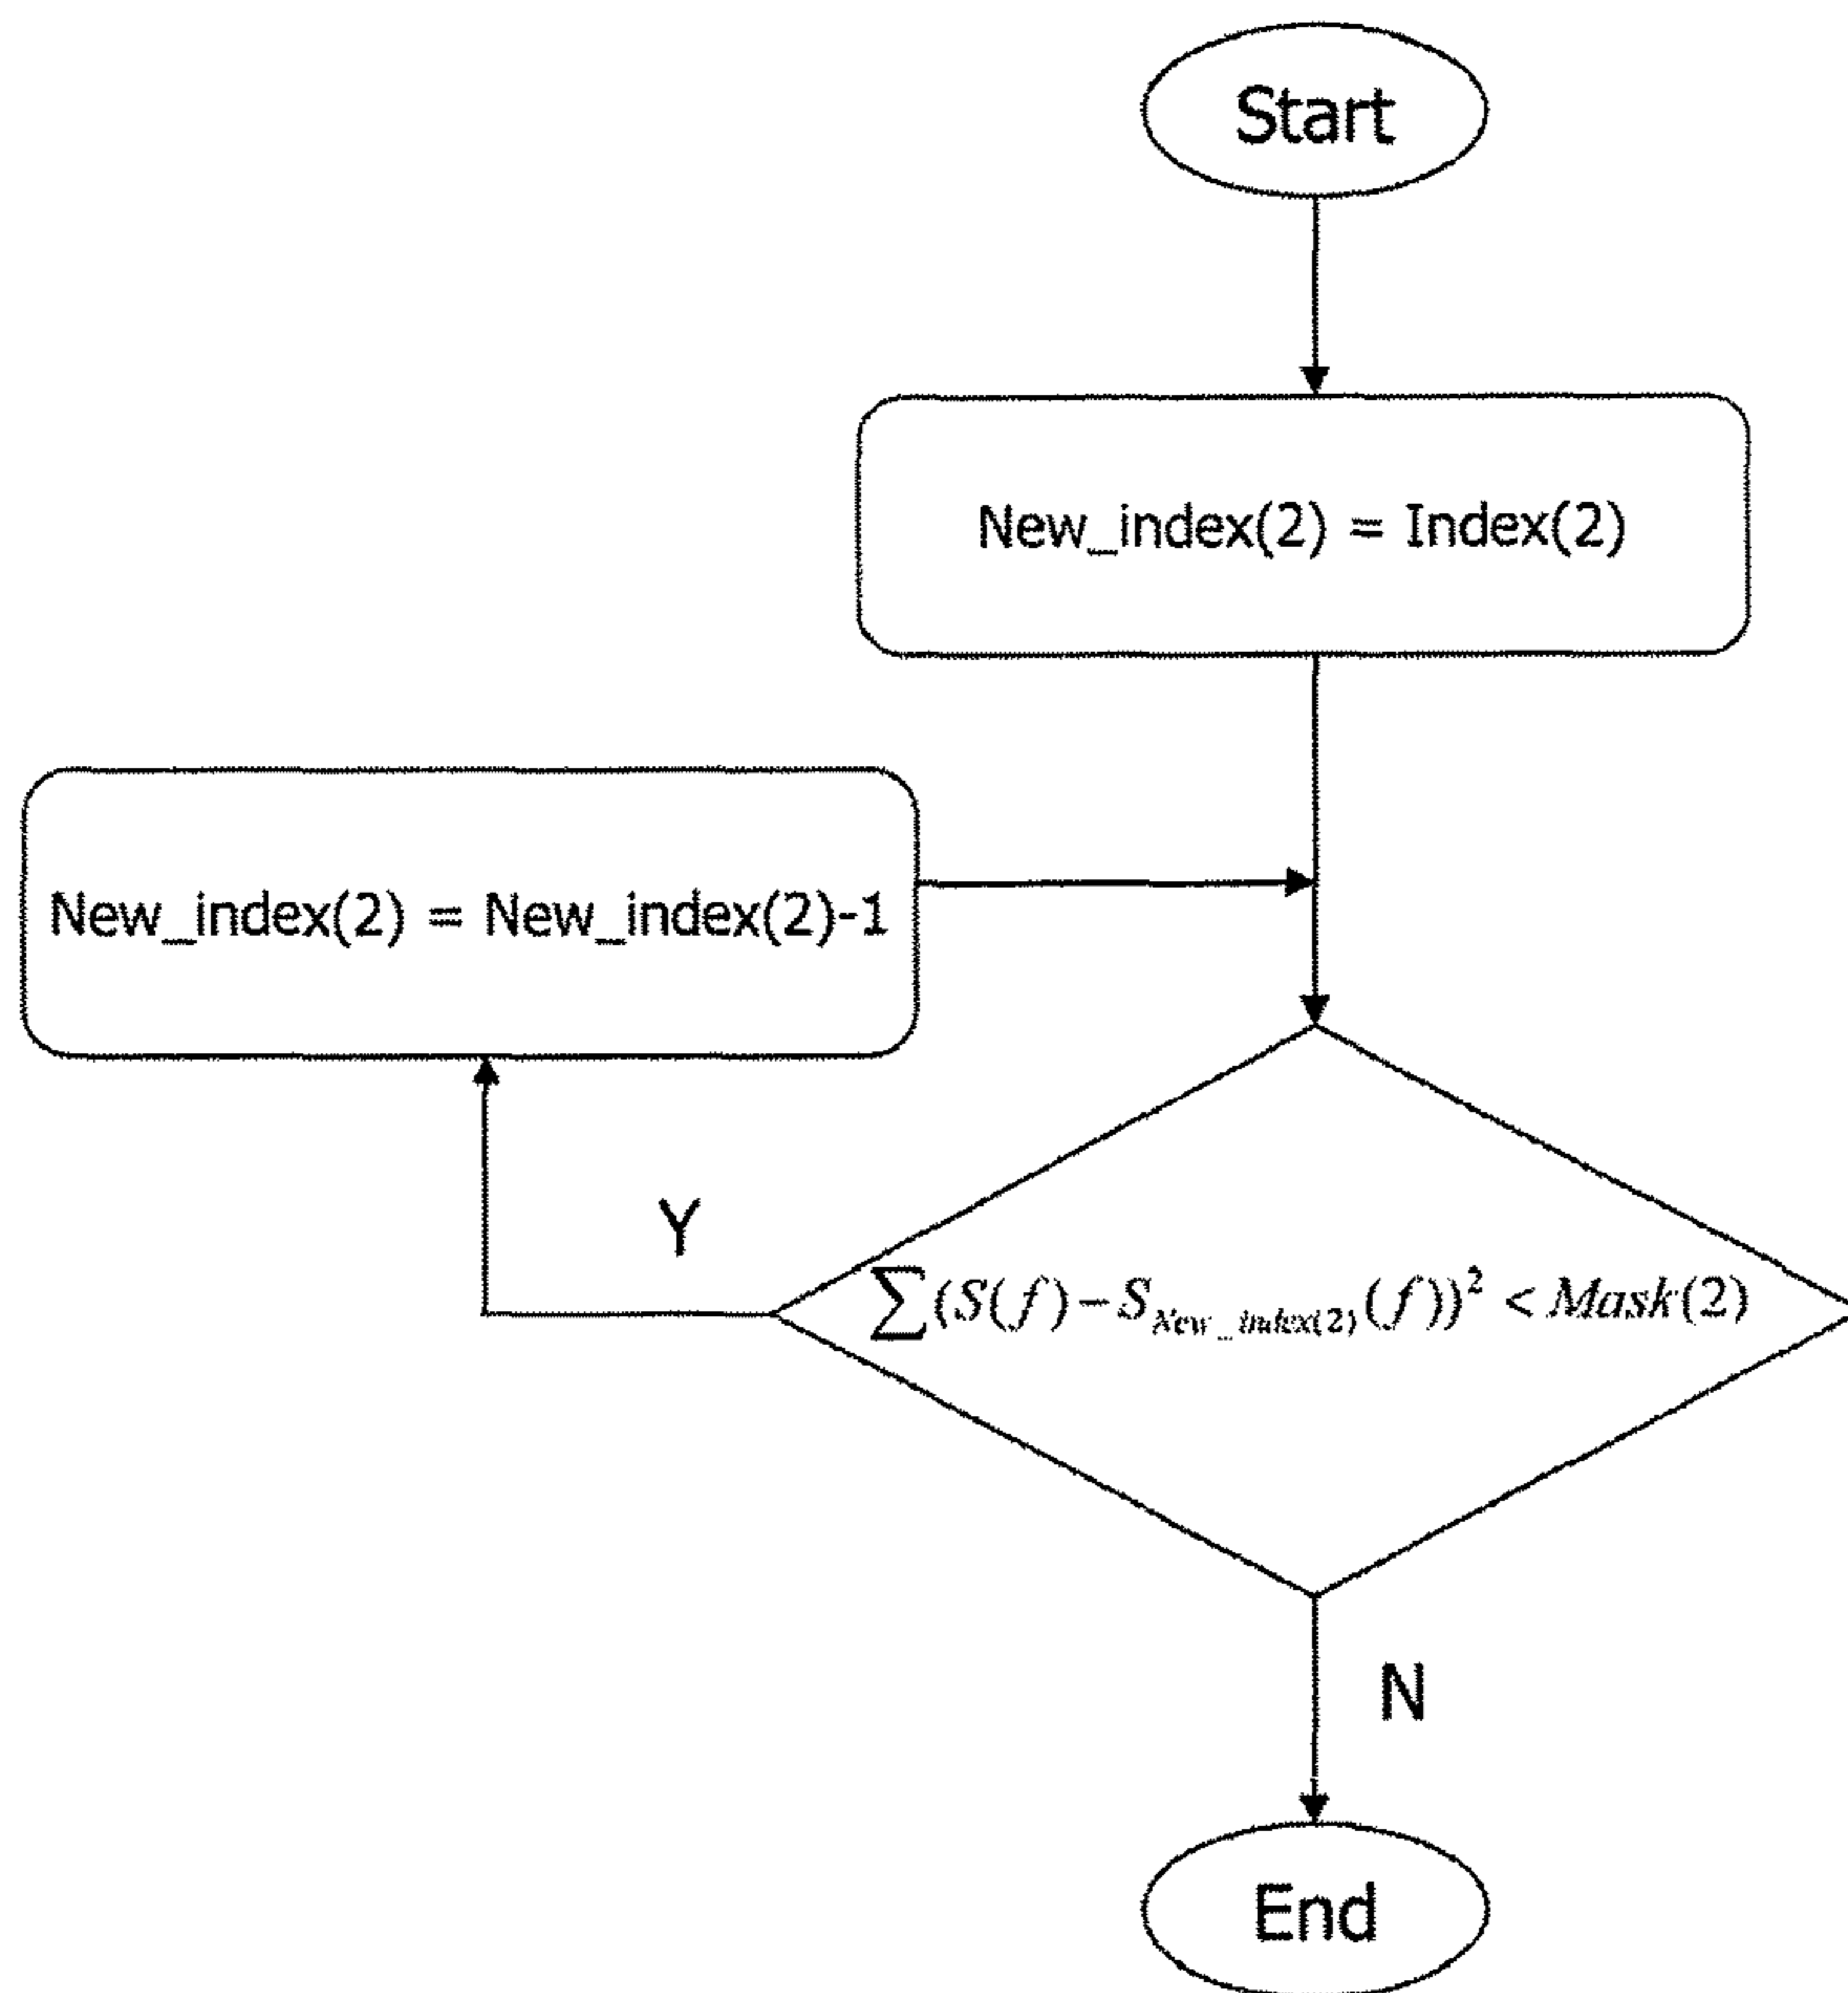 Start
New_index(2) = Index(2)
New_index(2) = New_index(2)-1
Y
∑(S(f)−S_New_index(2)(f))² < Mask(2)
N
End